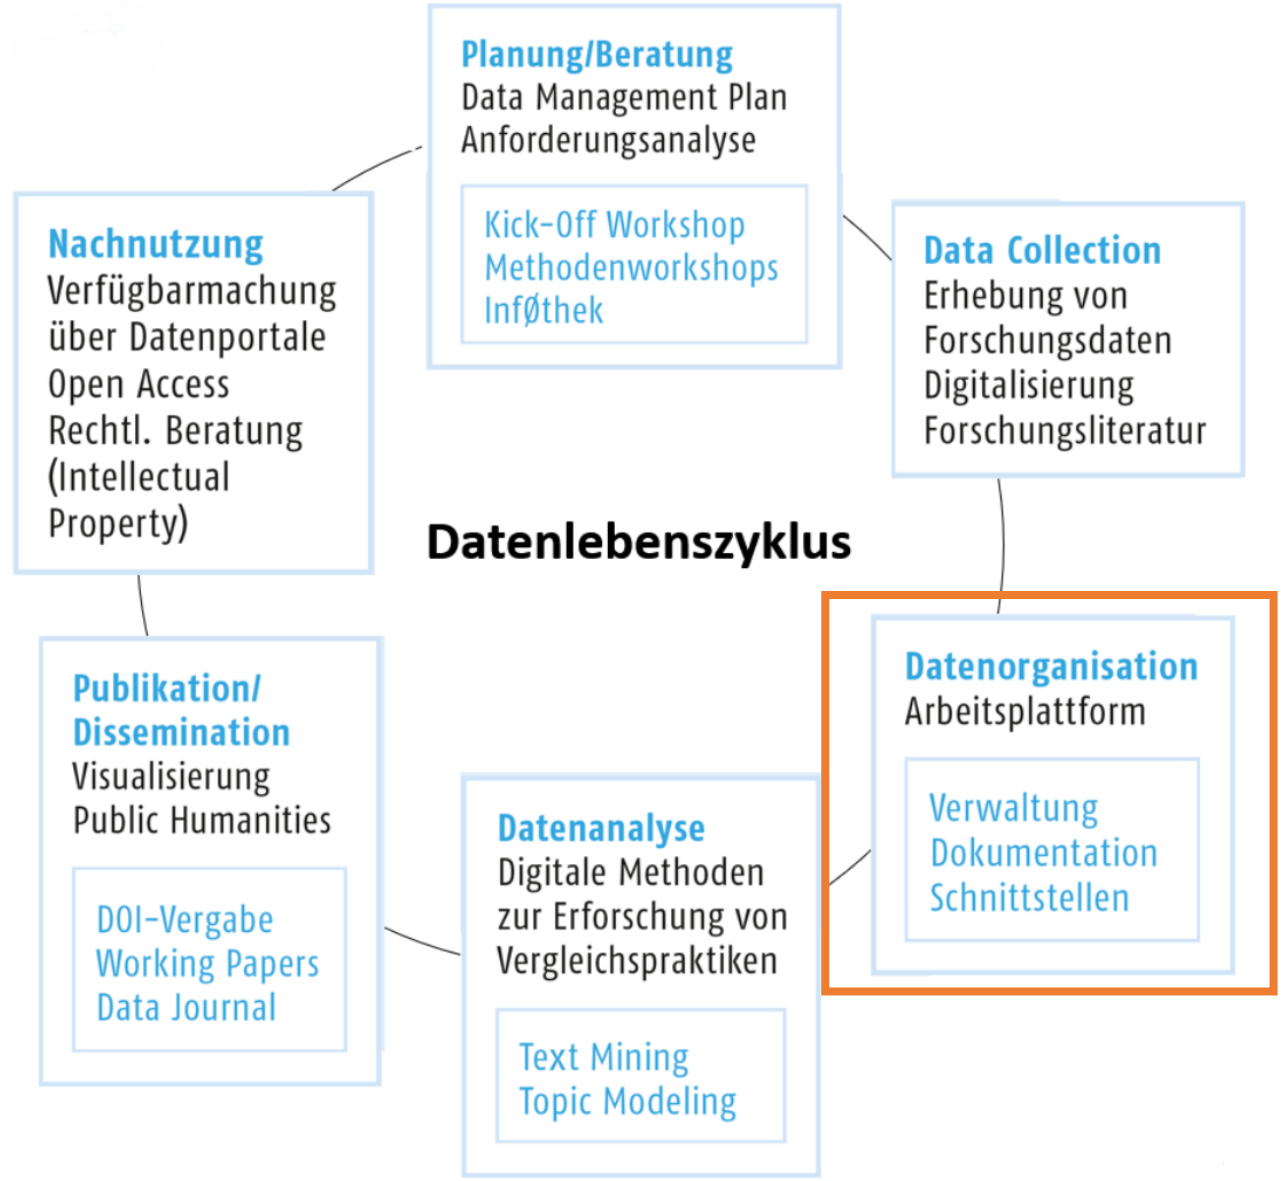 Planung/Beratung
Data Management Plan
Anforderungsanalyse
Kick-Off Workshop
Methodenworkshops
InfØthek
Data Collection
Erhebung von
Forschungsdaten
Digitalisierung
Forschungsliteratur
Datenorganisation
Arbeitsplattform
Verwaltung
Dokumentation
Schnittstellen
Datenanalyse
Digitale Methoden
zur Erforschung von
Vergleichspraktiken
Text Mining
Topic Modeling
Publikation/
Dissemination
Visualisierung
Public Humanities
DOI-Vergabe
Working Papers
Data Journal
Nachnutzung
Verfügbarmachung
über Datenportale
Open Access
Rechtl. Beratung
(Intellectual
Property)
Datenlebenszyklus